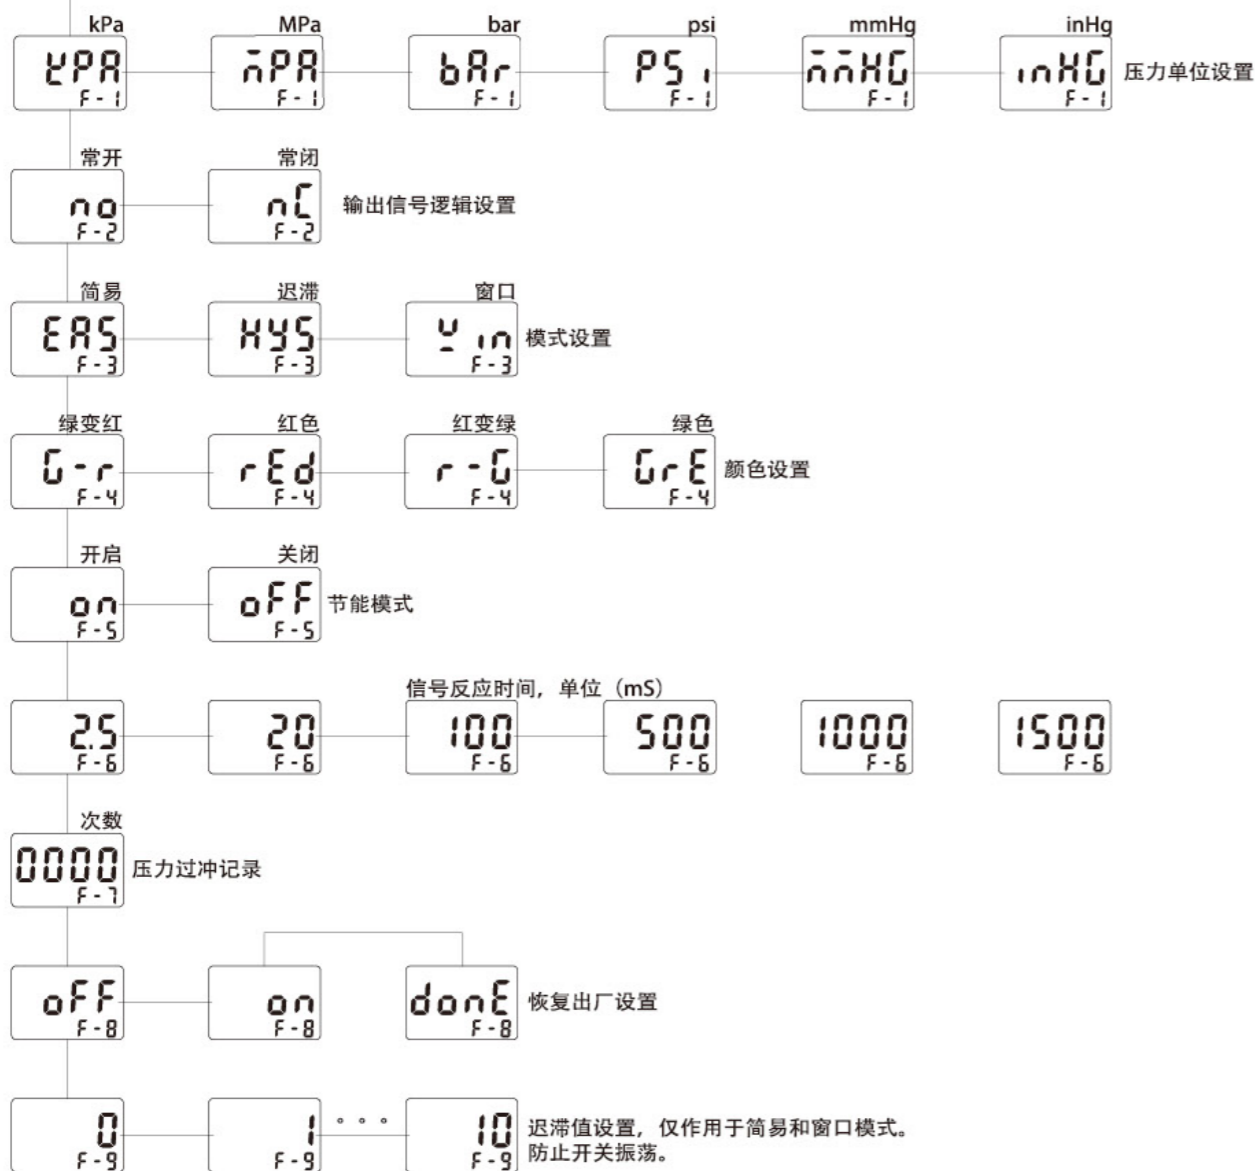 kPa MPa bar psi mmHg inHg
KPA MPA bAr PSi MMHG inHG 压力单位设置
F-1 F-1 F-1 F-1 F-1 F-1
常开 常闭
no nC 输出信号逻辑设置
F-2 F-2
简易 迟滞 窗口
EAS HYS Win 模式设置
F-3 F-3 F-3
绿变红 红色 红变绿 绿色
G-r rEd r-G GrE 颜色设置
F-4 F-4 F-4 F-4
开启 关闭
on oFF 节能模式
F-5 F-5
信号反应时间，单位（mS）
2.5 20 100 500 1000 1500
F-6 F-6 F-6 F-6 F-6 F-6
次数
0000 压力过冲记录
F-7
oFF on donE 恢复出厂设置
F-8 F-8 F-8
0 1 。。。 10 迟滞值设置，仅作用于简易和窗口模式。
F-9 F-9 F-9 防止开关振荡。